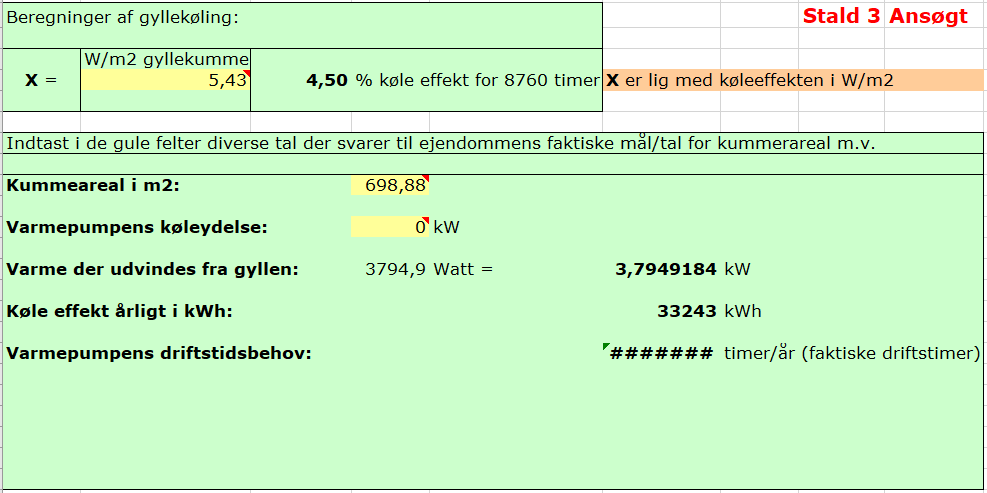 Beregninger af gyllekøling:
Stald 3 Ansøgt
W/m2 gyllekumme
X = 5,43 4,50 % køle effekt for 8760 timer X er lig med køleeffekten i W/m2
Indtast i de gule felter diverse tal der svarer til ejendommens faktiske mål/tal for kummerareal m.v.
Kummeareal i m2: 698,88
Varmepumpens køleydelse: 0 kW
Varme der udvindes fra gyllen: 3794,9 Watt = 3,7949184 kW
Køle effekt årligt i kWh: 33243 kWh
Varmepumpens driftstidsbehov: ####### timer/år (faktiske driftstimer)